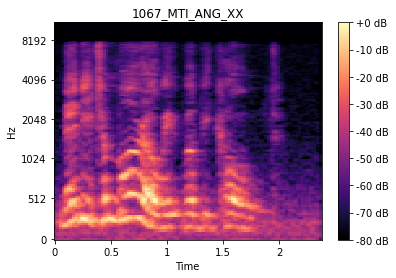 1067_MTI_ANG_XX
+0 dB
8192
-10 dB
4096
-20 dB
-30 dB
2048
Hz
-40 dB
1024
-50 dB
512
-60 dB
-70 dB
0
-80 dB
0 0.5 1 1.5 2
Time